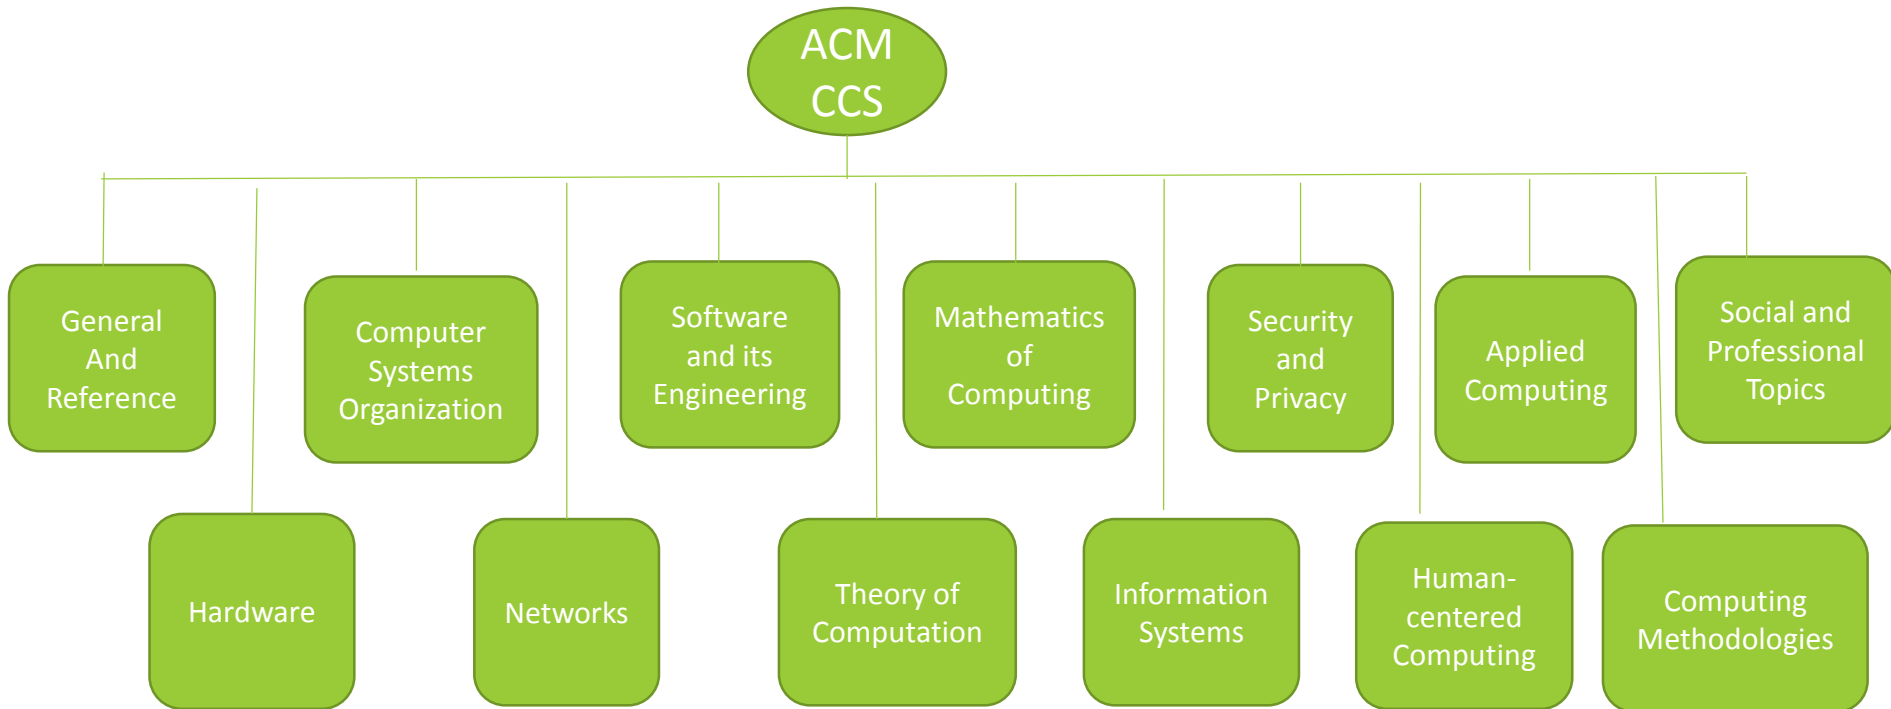 ACM
CCS
General
And
Reference
Computer
Systems
Organization
Software
and its
Engineering
Mathematics
of
Computing
Security
and
Privacy
Applied
Computing
Social and
Professional
Topics
Hardware
Networks
Theory of
Computation
Information
Systems
Human-
centered
Computing
Computing
Methodologies